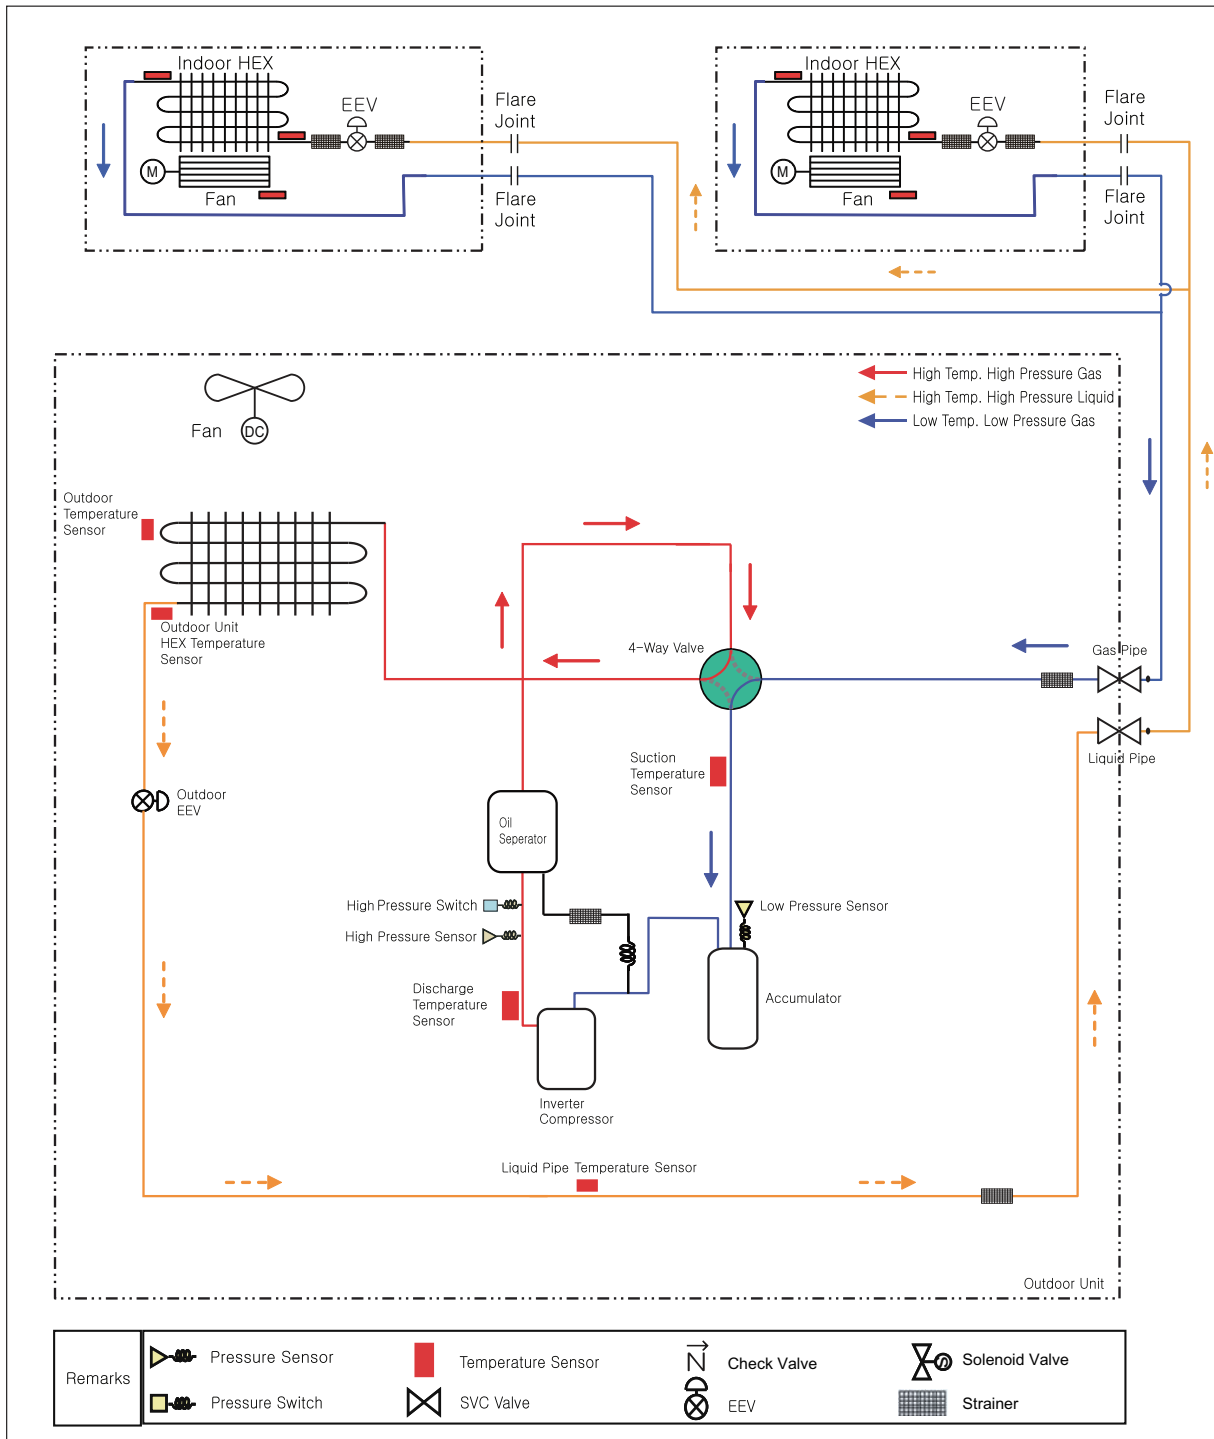 Indoor HEX
EEV
Flare
Joint
M
Fan
Flare
Joint
Indoor HEX
EEV
Flare
Joint
M
Fan
Flare
Joint
High Temp. High Pressure Gas
High Temp. High Pressure Liquid
Low Temp. Low Pressure Gas
Fan
DC
Outdoor
Temperature
Sensor
Outdoor Unit
HEX Temperature
Sensor
4-Way Valve
Gas Pipe
Liquid Pipe
Suction
Temperature
Sensor
Outdoor
EEV
Oil
Seperator
High Pressure Switch
High Pressure Sensor
Low Pressure Sensor
Discharge
Temperature
Sensor
Accumulator
Inverter
Compressor
Liquid Pipe Temperature Sensor
Outdoor Unit
Remarks
Pressure Sensor
Temperature Sensor
Check Valve
S
Solenoid Valve
Pressure Switch
SVC Valve
EEV
Strainer